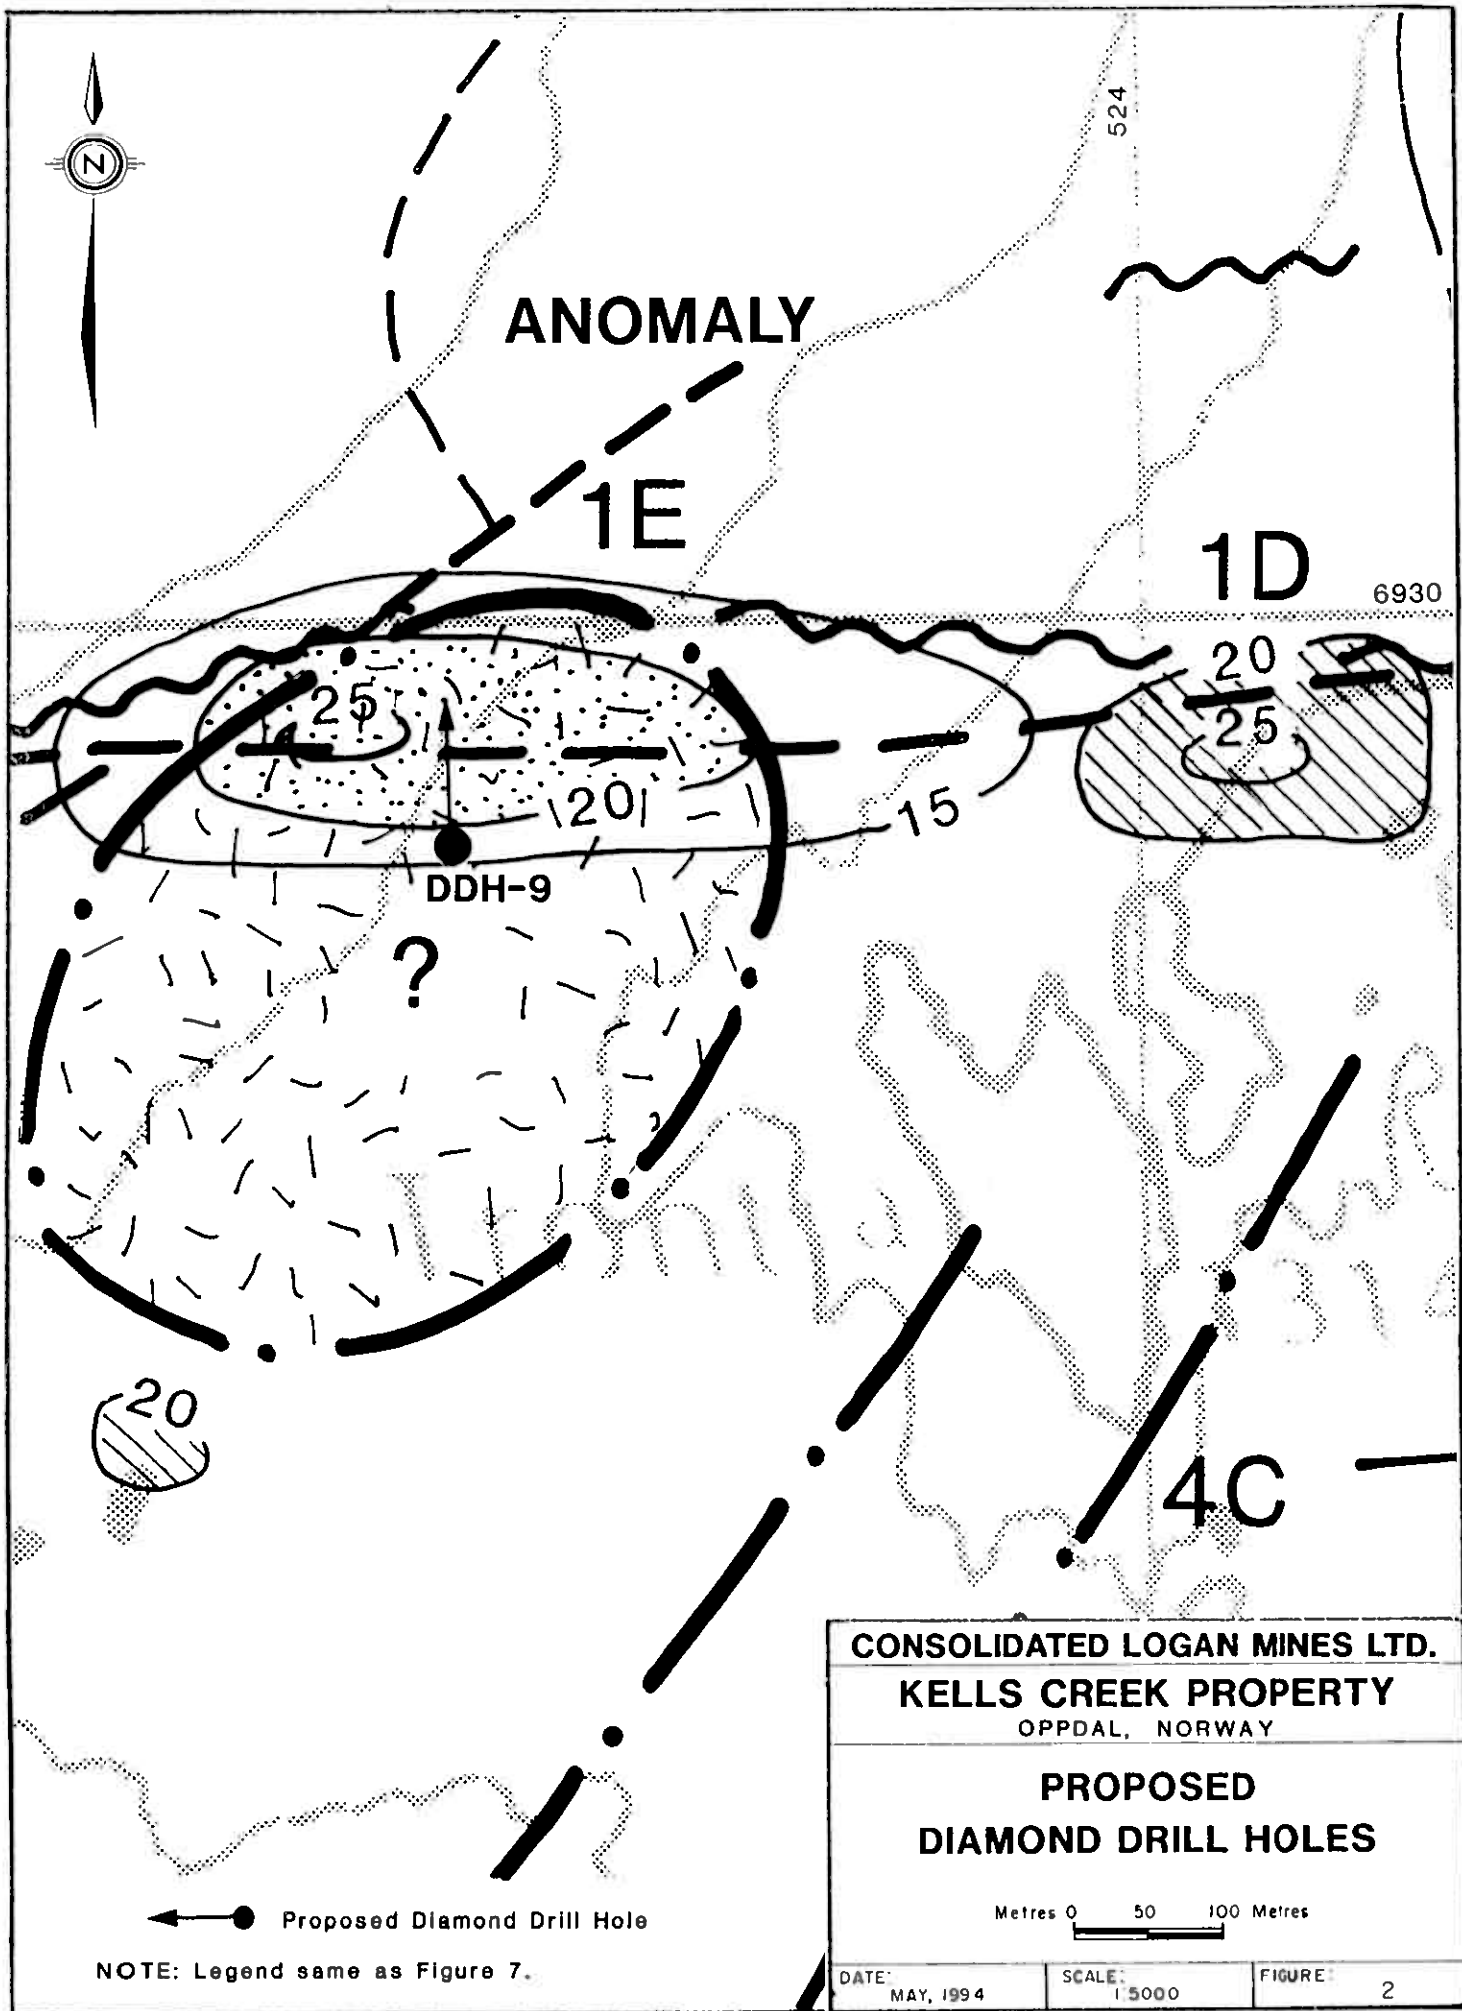 N
524
ANOMALY
1E
1D
6930
20
25
25
20
15
DDH-9
?
314
20
4C
CONSOLIDATED LOGAN MINES LTD.
KELLS CREEK PROPERTY
OPPDAL, NORWAY
PROPOSED
DIAMOND DRILL HOLES
Metres 0 50 100 Metres
Proposed Diamond Drill Hole
NOTE: Legend same as Figure 7.
DATE: MAY, 1994
SCALE: 1:5000
FIGURE: 2